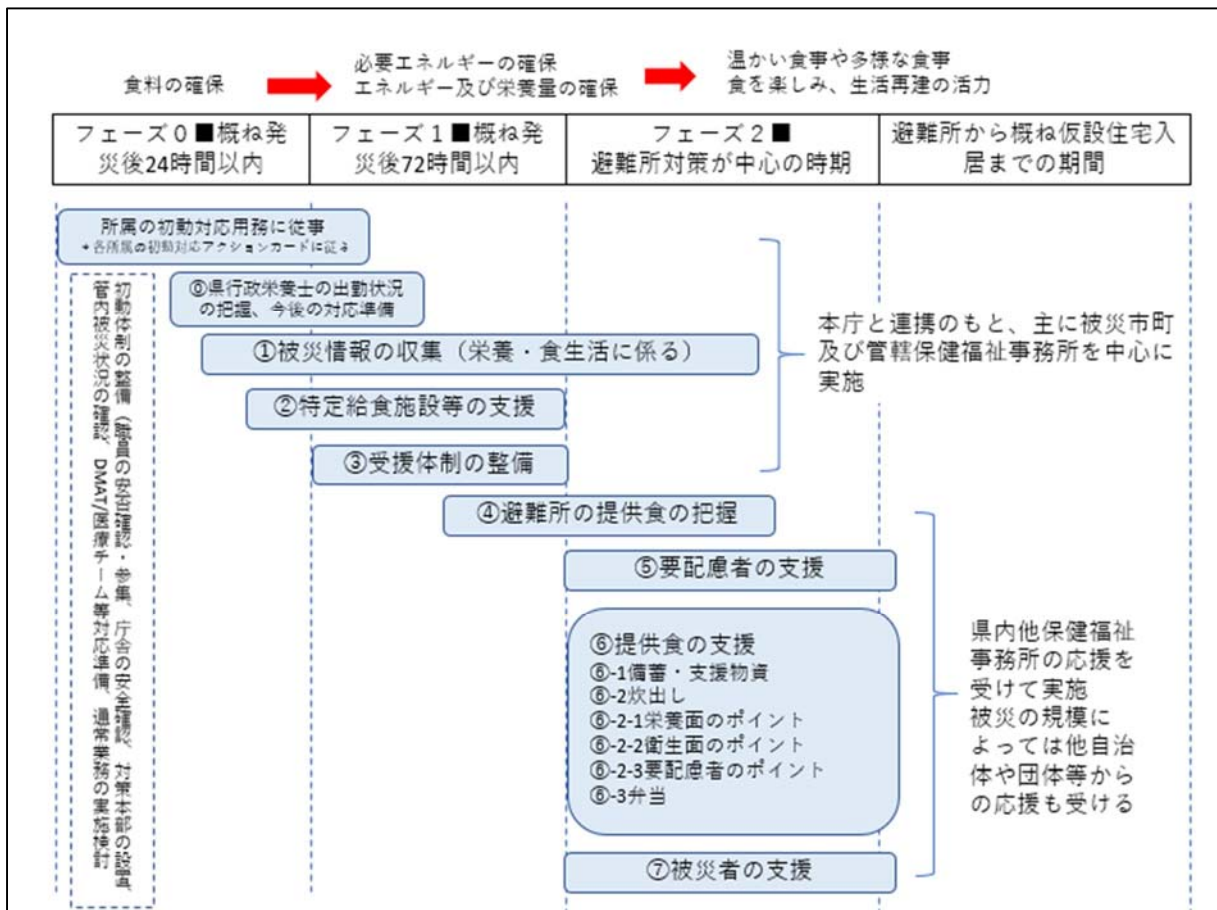 食料の確保
必要エネルギーの確保
エネルギー及び栄養量の確保
温かい食事や多様な食事
食を楽しみ、生活再建の活力
フェーズ０■概ね発
災後24時間以内
フェーズ１■概ね発
災後72時間以内
フェーズ２■
避難所対策が中心の時期
避難所から概ね仮設住宅入
居までの期間
所属の初動対応用務に従事
＊各所属の初動対応アクションカードに従う
初動体制の整備（職員の安否確認・参集、庁舎の安全確認、対策本部の設置、
管内被災状況の確認、DMAT/医療チーム等対応準備、通常業務の実施検討
⓪県行政栄養士の出勤状況
の把握、今後の対応準備
①被災情報の収集（栄養・食生活に係る）
②特定給食施設等の支援
③受援体制の整備
本庁と連携のもと、主に被災市町
及び管轄保健福祉事務所を中心に
実施
④避難所の提供食の把握
⑤要配慮者の支援
⑥提供食の支援
⑥-1備蓄・支援物資
⑥-2炊出し
⑥-2-1栄養面のポイント
⑥-2-2衛生面のポイント
⑥-2-3要配慮者のポイント
⑥-3弁当
⑦被災者の支援
県内他保健福祉
事務所の応援を
受けて実施
被災の規模に
よっては他自治
体や団体等から
の応援も受ける